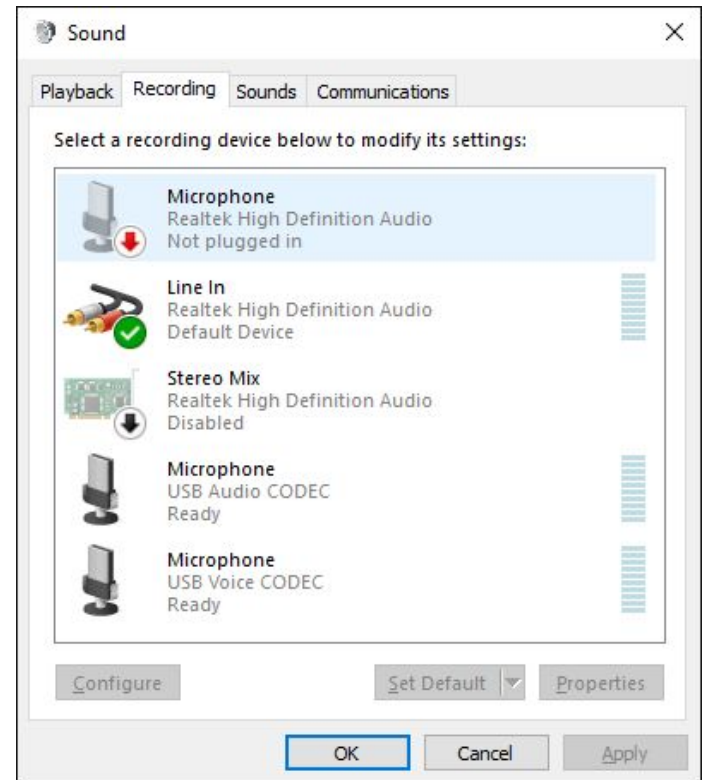 Sound
Playback Recording Sounds Communications
Select a recording device below to modify its settings:
Microphone
Realtek High Definition Audio
Not plugged in
Line In
Realtek High Definition Audio
Default Device
Stereo Mix
Realtek High Definition Audio
Disabled
Microphone
USB Audio CODEC
Ready
Microphone
USB Voice CODEC
Ready
Configure Set Default Properties
OK Cancel Apply